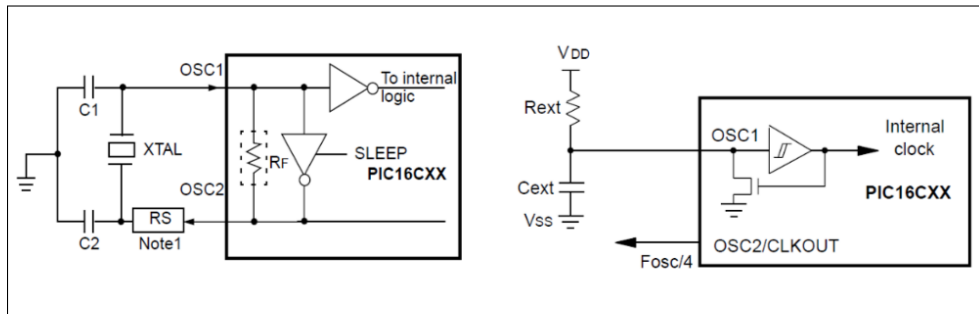 OSC1
To internal
logic
C1
XTAL
RF
SLEEP
PIC16CXX
OSC2
RS
C2
Note1
VDD
Rext
OSC1
Internal
clock
Cext
PIC16CXX
VSS
OSC2/CLKOUT
Fosc/4